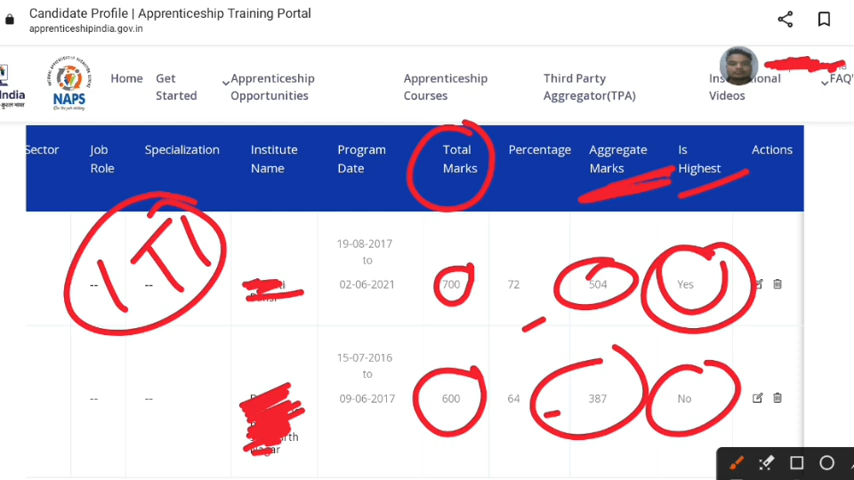 Candidate Profile | Apprenticeship Training Portal
apprenticeshipindia.gov.in
India
NAPS
Home
Get
Started
Apprenticeship
Opportunities
Apprenticeship
Courses
Third Party
Aggregator(TPA)
Videos
FAQ'
Sector
Job
Role
Specialization
Institute
Name
Program
Date
Total
Marks
Percentage
Aggregate
Marks
Is
Highest
Actions
ITI
--
--
19-08-2017
to
02-06-2021
700
72
504
Yes
--
--
15-07-2016
to
09-06-2017
600
64
387
No